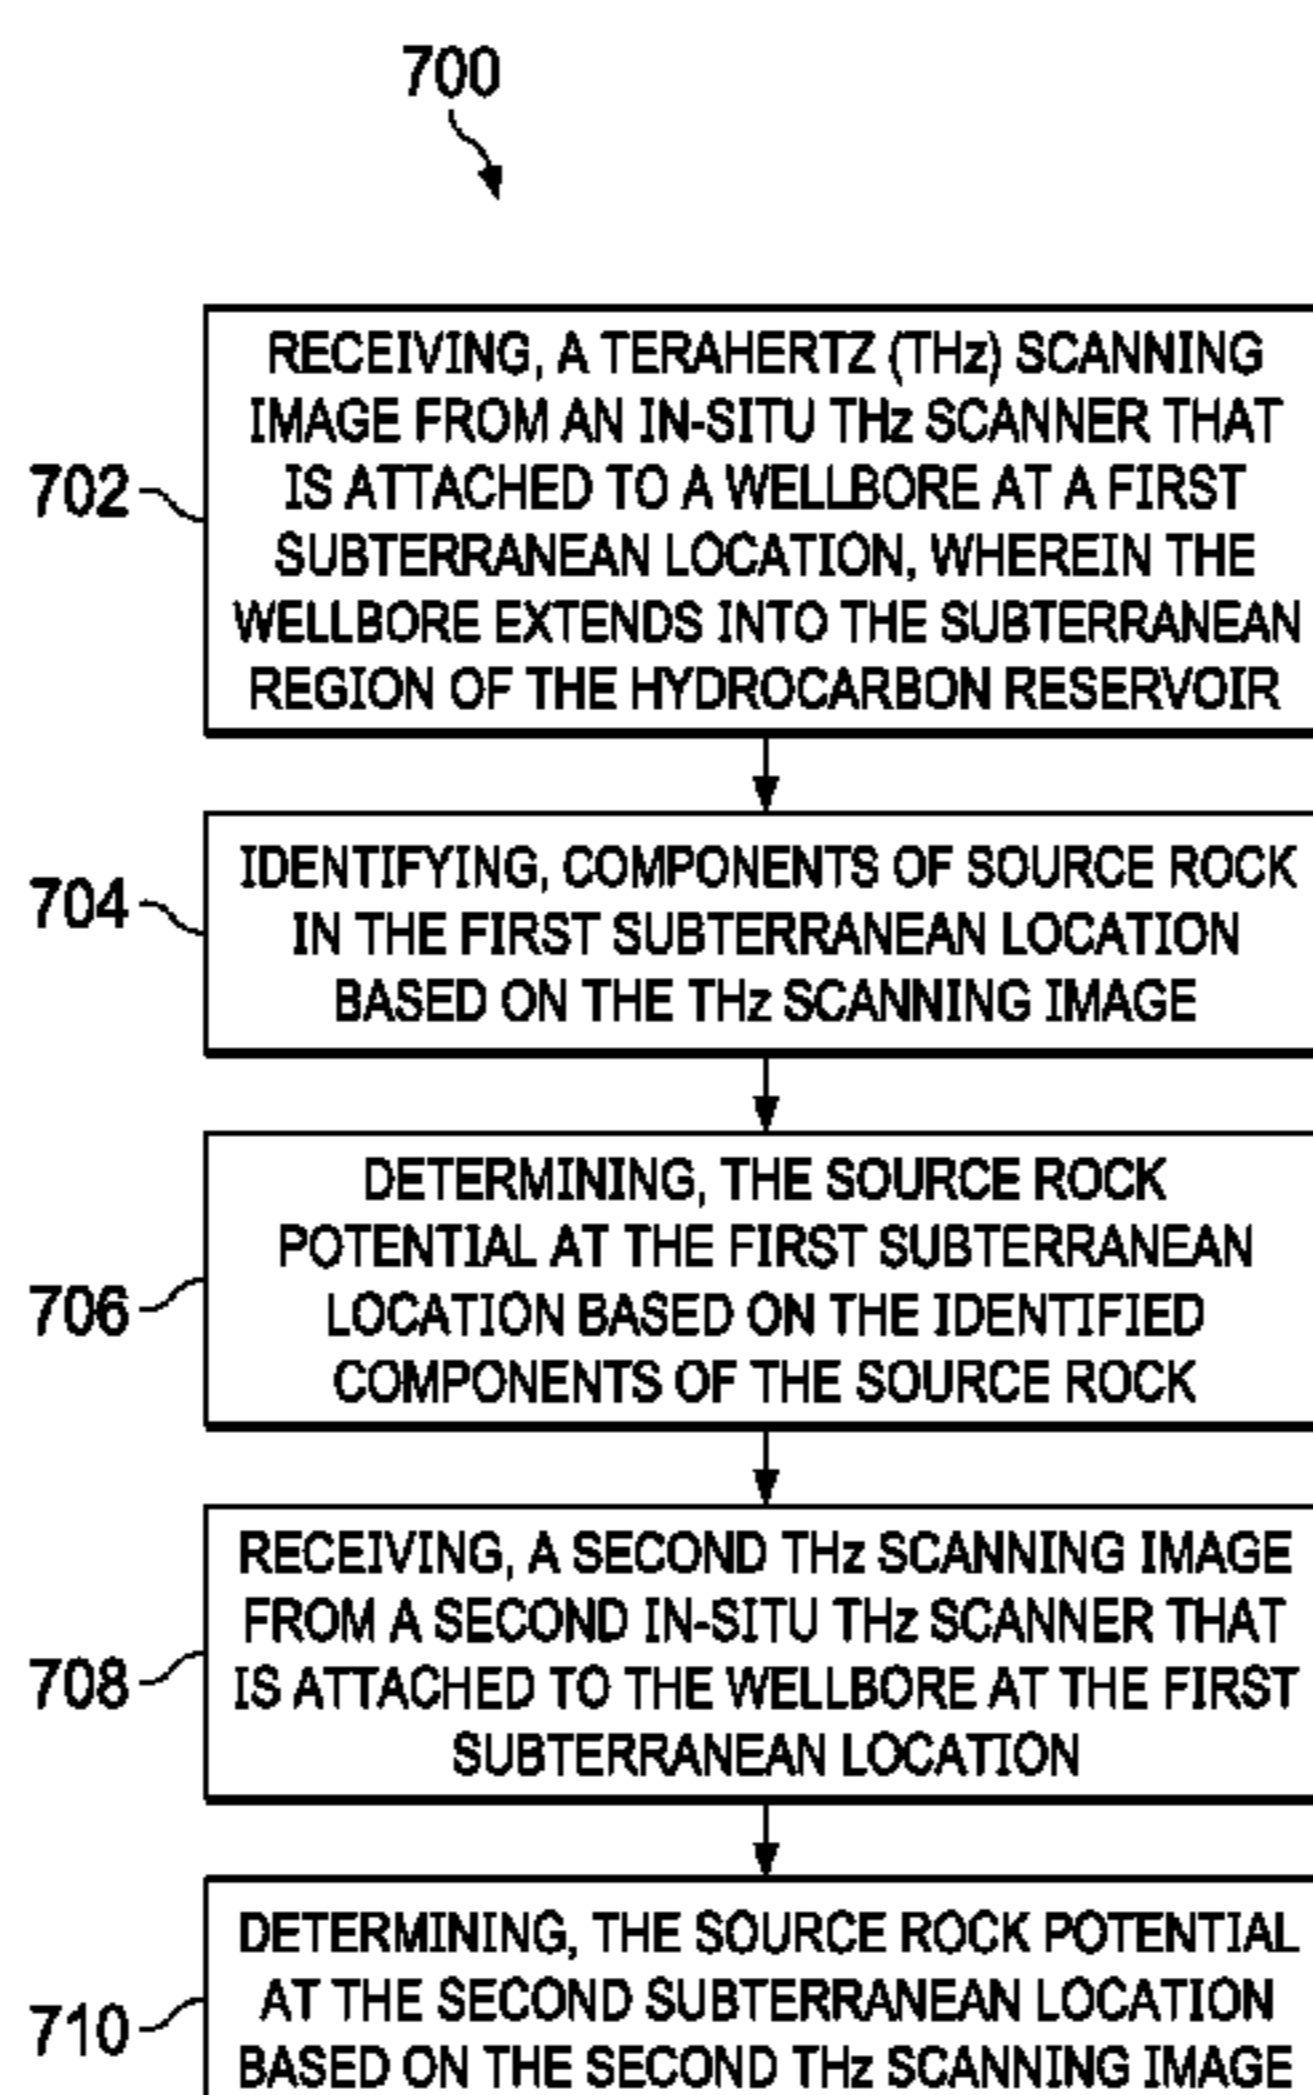 700
702
RECEIVING, A TERAHERTZ (THz) SCANNING
IMAGE FROM AN IN-SITU THz SCANNER THAT
IS ATTACHED TO A WELLBORE AT A FIRST
SUBTERRANEAN LOCATION, WHEREIN THE
WELLBORE EXTENDS INTO THE SUBTERRANEAN
REGION OF THE HYDROCARBON RESERVOIR
704
IDENTIFYING, COMPONENTS OF SOURCE ROCK
IN THE FIRST SUBTERRANEAN LOCATION
BASED ON THE THz SCANNING IMAGE
706
DETERMINING, THE SOURCE ROCK
POTENTIAL AT THE FIRST SUBTERRANEAN
LOCATION BASED ON THE IDENTIFIED
COMPONENTS OF THE SOURCE ROCK
708
RECEIVING, A SECOND THz SCANNING IMAGE
FROM A SECOND IN-SITU THz SCANNER THAT
IS ATTACHED TO THE WELLBORE AT THE FIRST
SUBTERRANEAN LOCATION
710
DETERMINING, THE SOURCE ROCK POTENTIAL
AT THE SECOND SUBTERRANEAN LOCATION
BASED ON THE SECOND THz SCANNING IMAGE